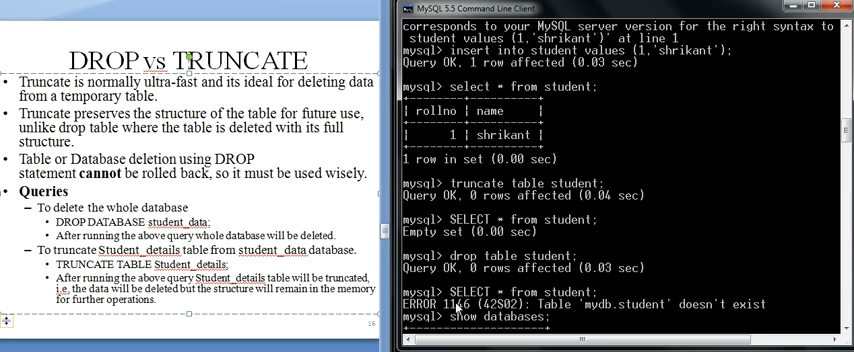 DROP vs TRUNCATE
• Truncate is normally ultra-fast and its ideal for deleting data
from a temporary table.
• Truncate preserves the structure of the table for future use,
unlike drop table where the table is deleted with its full
structure.
• Table or Database deletion using DROP
statement cannot be rolled back, so it must be used wisely.
• Queries
– To delete the whole database
• DROP DATABASE student_data;
• After running the above query whole database will be deleted.
– To truncate Student_details table from student_data database.
• TRUNCATE TABLE Student_details;
• After running the above query Student_details table will be truncated,
i.e, the data will be deleted but the structure will remain in the memory
for further operations.
16
MySQL 5.5 Command Line Client
corresponds to your MySQL server version for the right syntax to
student values (1,'shrikant')' at line 1
mysql> insert into student values (1,'shrikant');
Query OK, 1 row affected (0.03 sec)
mysql> select * from student;
+--------+----------+
| rollno | name |
+--------+----------+
| 1 | shrikant |
+--------+----------+
1 row in set (0.00 sec)
mysql> truncate table student;
Query OK, 0 rows affected (0.04 sec)
mysql> SELECT * from student;
Empty set (0.00 sec)
mysql> drop table student;
Query OK, 0 rows affected (0.03 sec)
mysql> SELECT * from student;
ERROR 1146 (42S02): Table 'mydb.student' doesn't exist
mysql> show databases;
+--------------------+